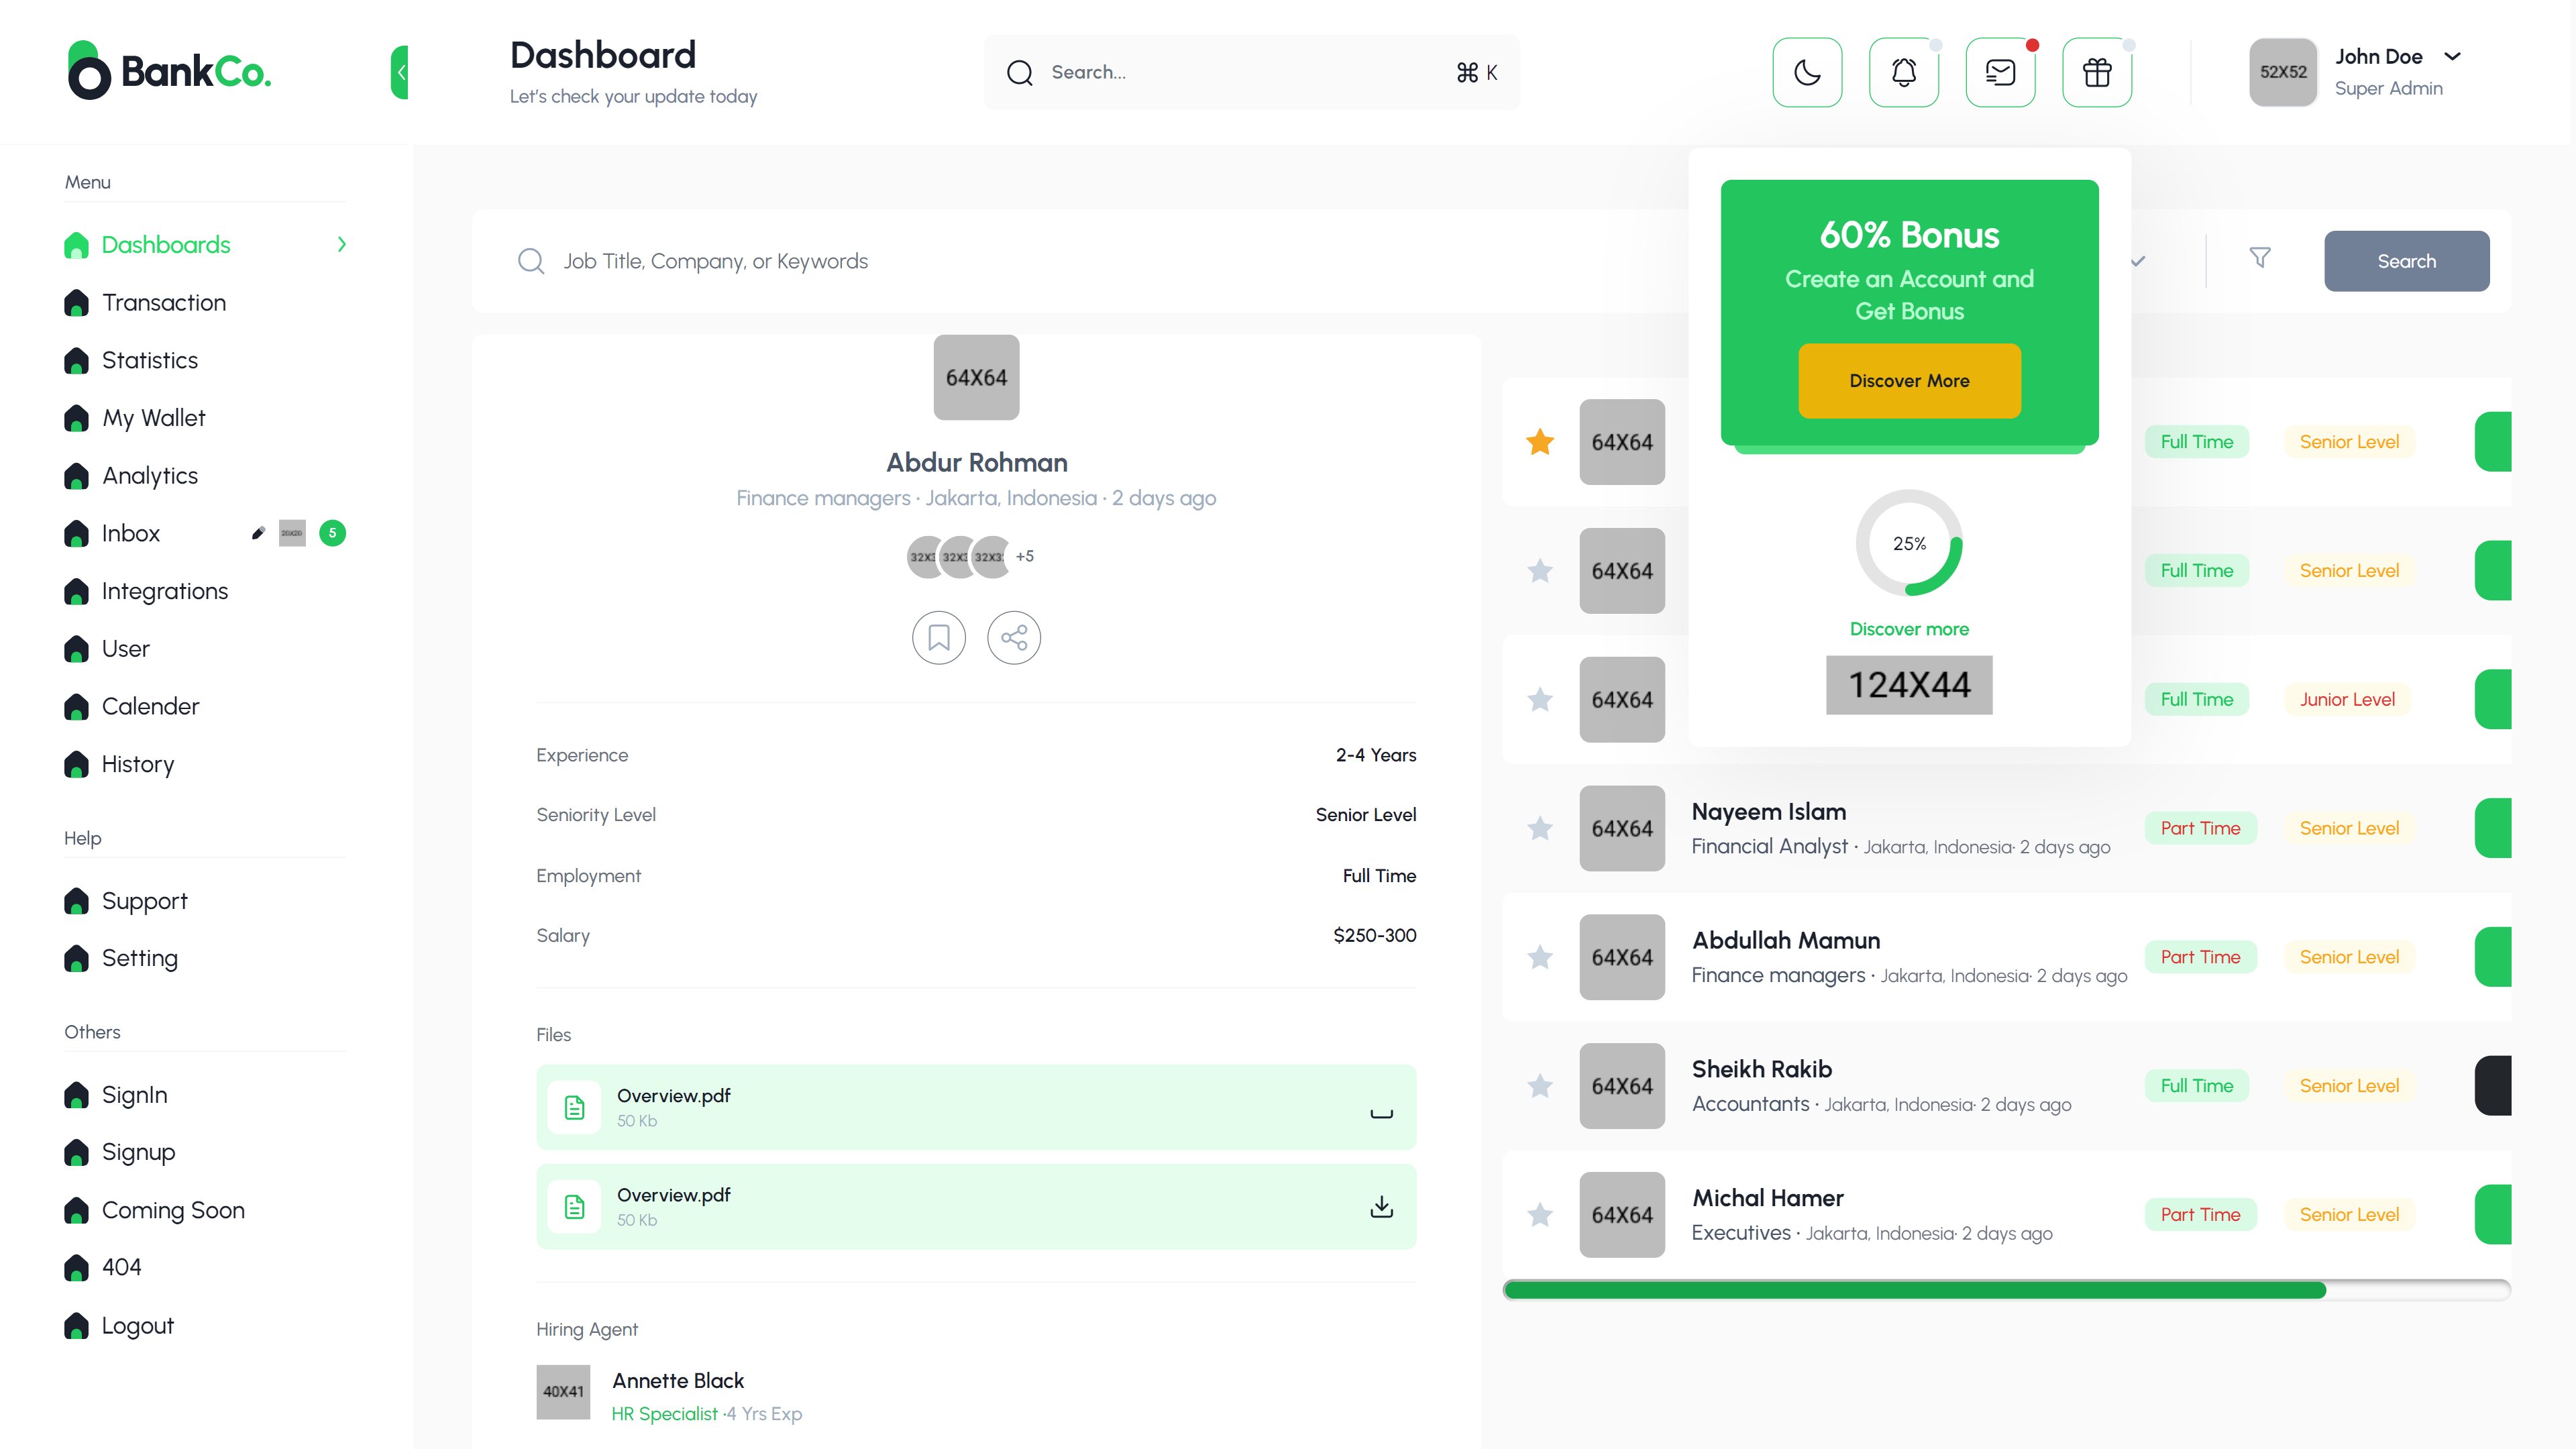 BankCo.
Dashboard
Let's check your update today
Search...
⌘ K
52X52
John Doe
Super Admin
Menu
Dashboards
Transaction
Statistics
My Wallet
Analytics
Inbox
5
Integrations
User
Calender
History
Help
Support
Setting
Others
SignIn
Signup
Coming Soon
404
Logout
Job Title, Company, or Keywords
Search
64X64
Abdur Rohman
Finance managers · Jakarta, Indonesia · 2 days ago
+5
Experience
2-4 Years
Seniority Level
Senior Level
Employment
Full Time
Salary
$250-300
Files
Overview.pdf
50 Kb
Overview.pdf
50 Kb
Hiring Agent
40X41
Annette Black
HR Specialist ·4 Yrs Exp
60% Bonus
Create an Account and
Get Bonus
Discover More
25%
Discover more
124X44
64X64
Full Time
Senior Level
64X64
Full Time
Senior Level
64X64
Full Time
Junior Level
64X64
Nayeem Islam
Financial Analyst · Jakarta, Indonesia· 2 days ago
Part Time
Senior Level
64X64
Abdullah Mamun
Finance managers · Jakarta, Indonesia· 2 days ago
Part Time
Senior Level
64X64
Sheikh Rakib
Accountants · Jakarta, Indonesia· 2 days ago
Full Time
Senior Level
64X64
Michal Hamer
Executives · Jakarta, Indonesia· 2 days ago
Part Time
Senior Level